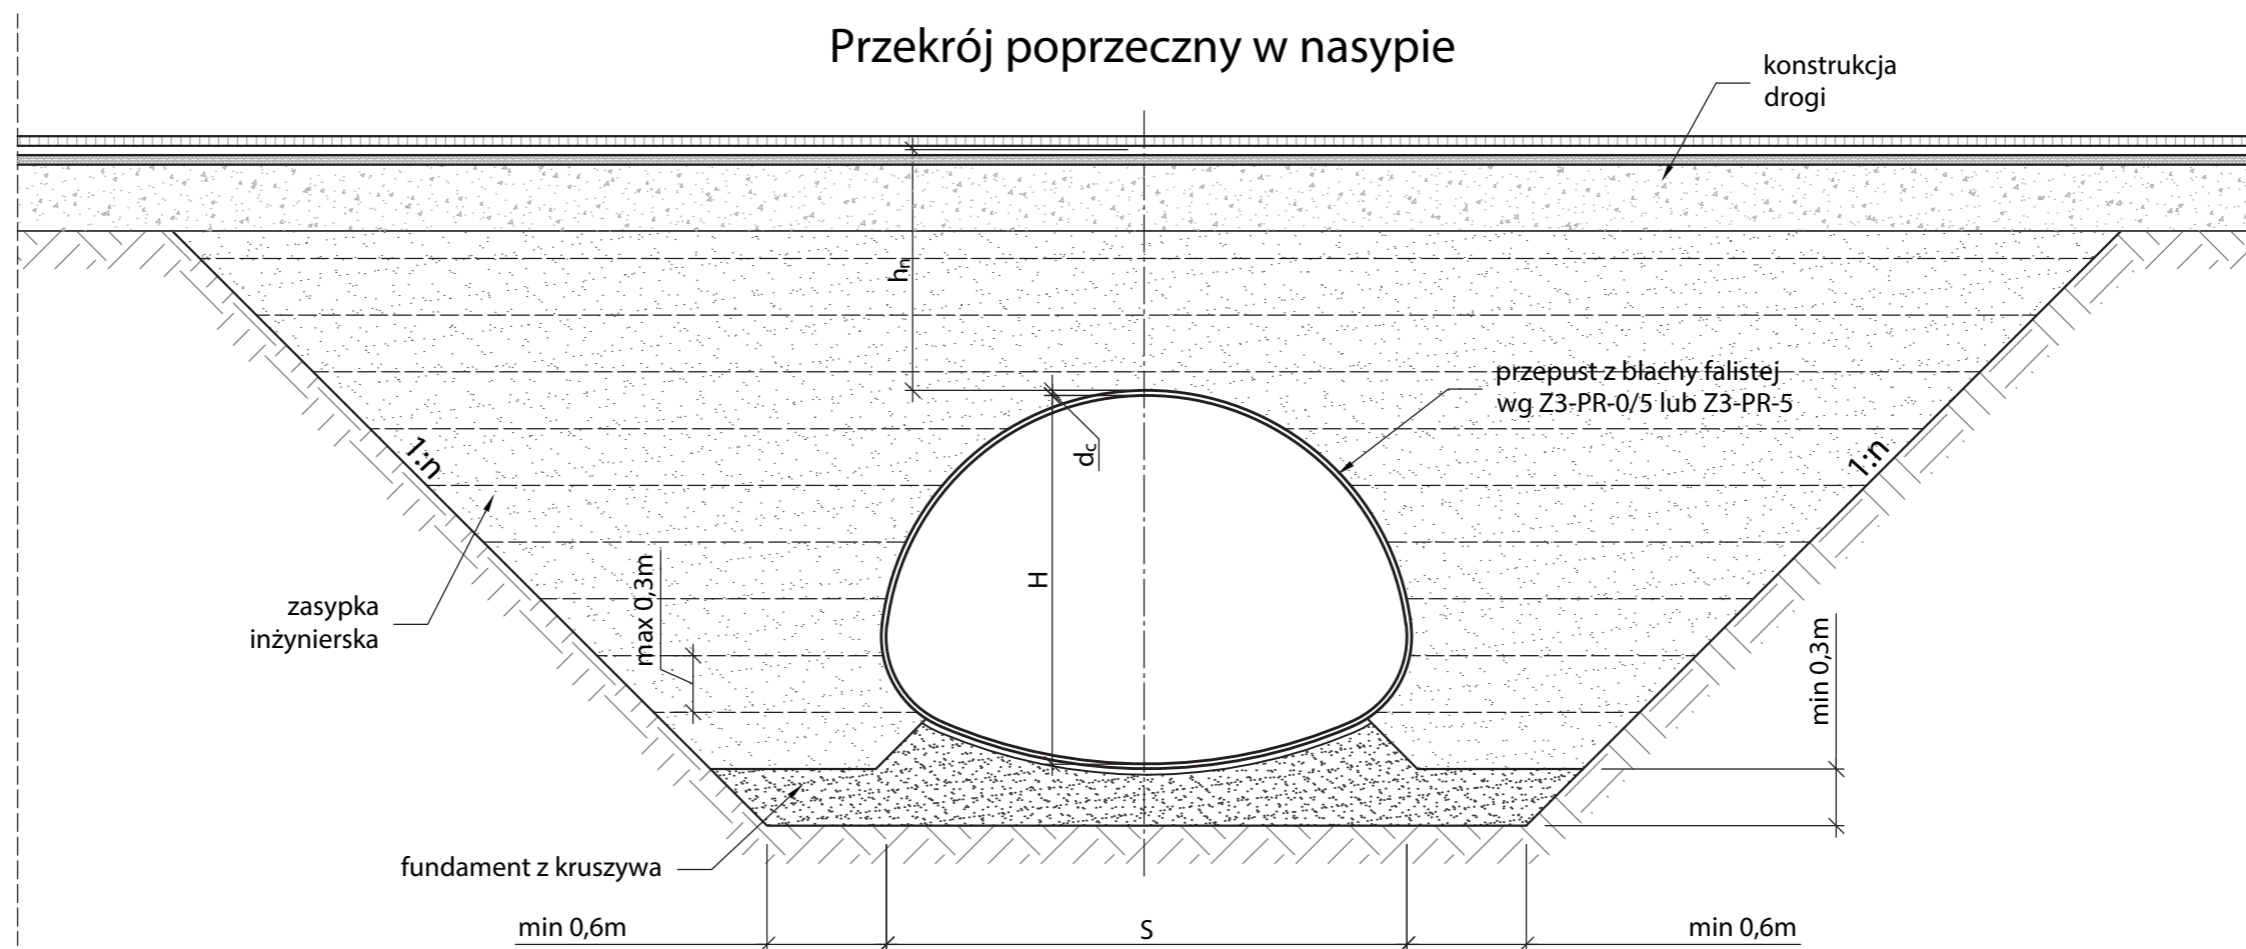 Przekrój poprzeczny w nasypie
konstrukcja
drogi
hn
przepust z blachy falistej
wg Z3-PR-0/5 lub Z3-PR-5
dc
1:n
1:n
H
max 0,3m
zasypka
inżynierska
min 0,3m
fundament z kruszywa
min 0,6m
S
min 0,6m